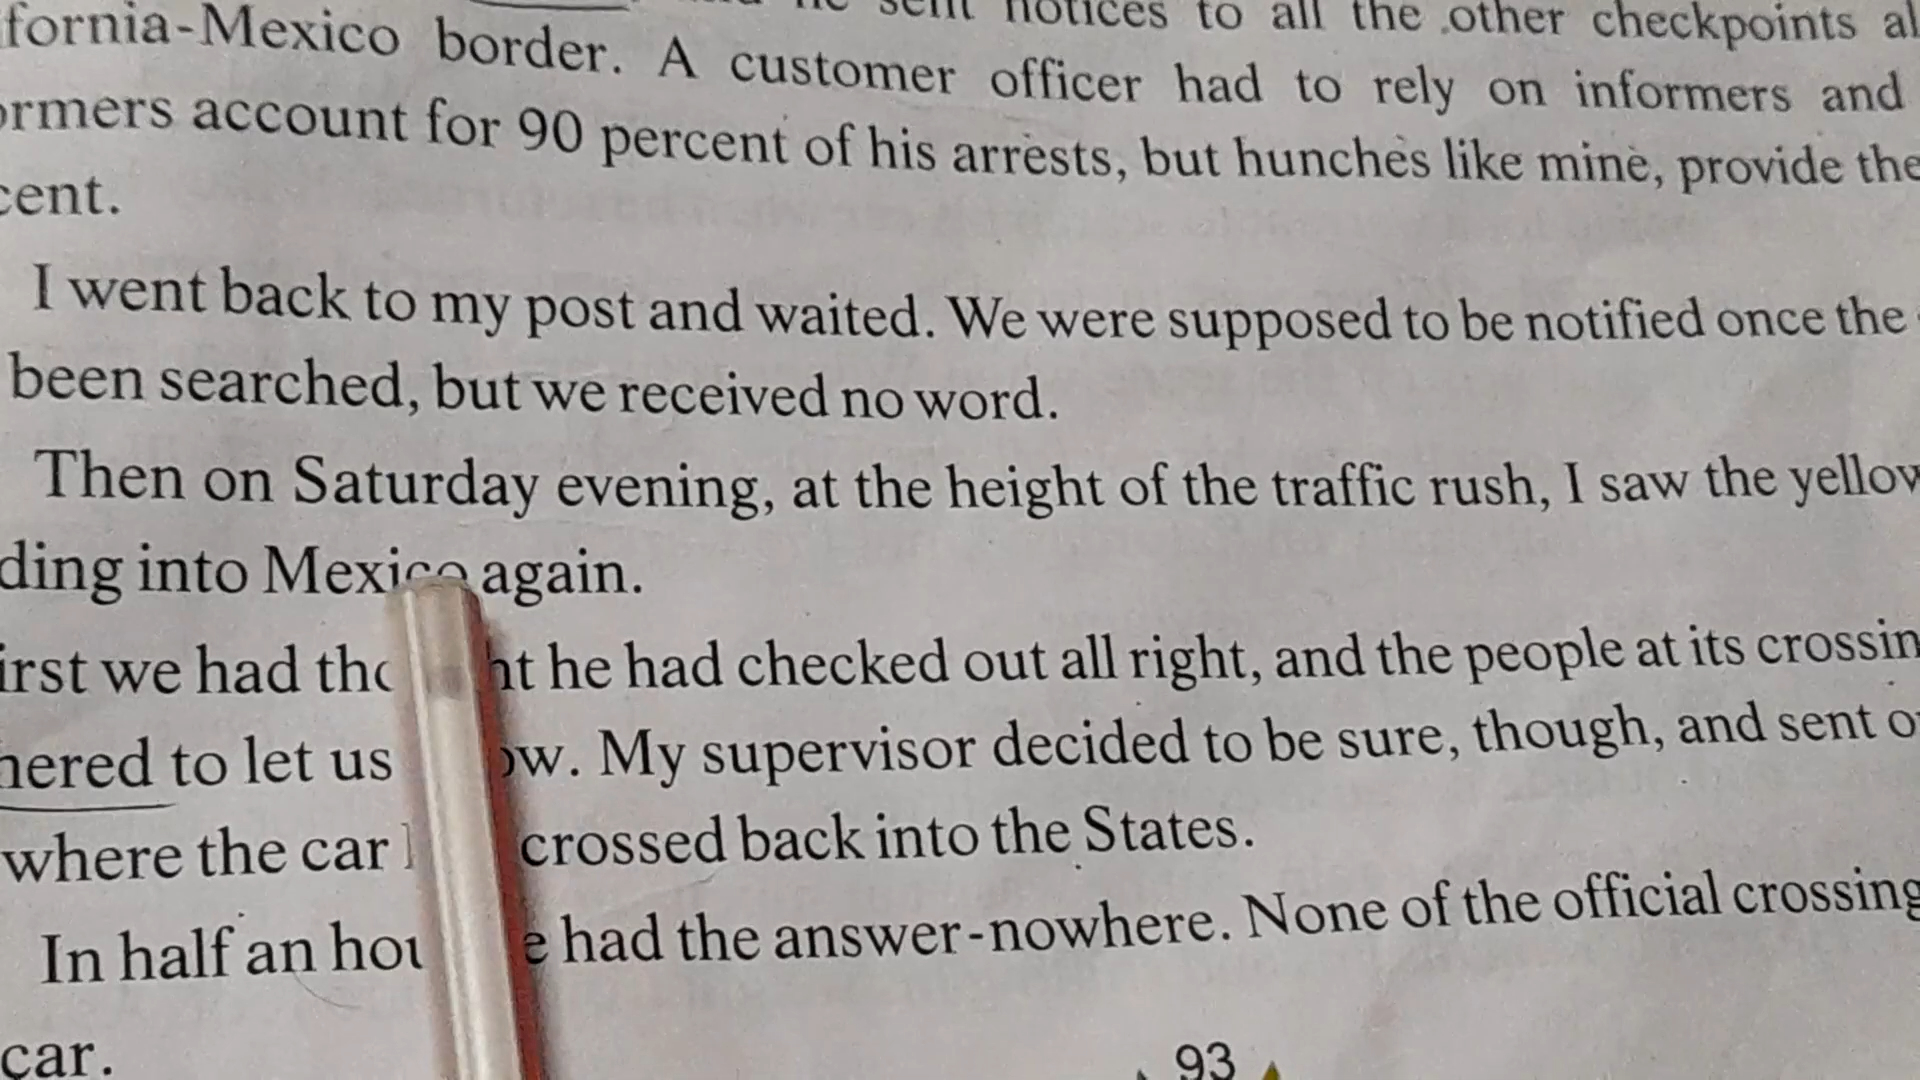 sent notices to all the other checkpoints
fornia-Mexico border. A customer officer had to rely on informers and
ormers account for 90 percent of his arrests, but hunches like mine, provide the
cent.
I went back to my post and waited. We were supposed to be notified once the
been searched, but we received no word.
Then on Saturday evening, at the height of the traffic rush, I saw the yellow
ding into Mexico again.
irst we had he had checked out all right, and the people at its crossin
hered to let us ow. My supervisor decided to be sure, though, and sent
where the car crossed back into the States.
In half an e had the answer-nowhere. None of the official crossing
car.
93